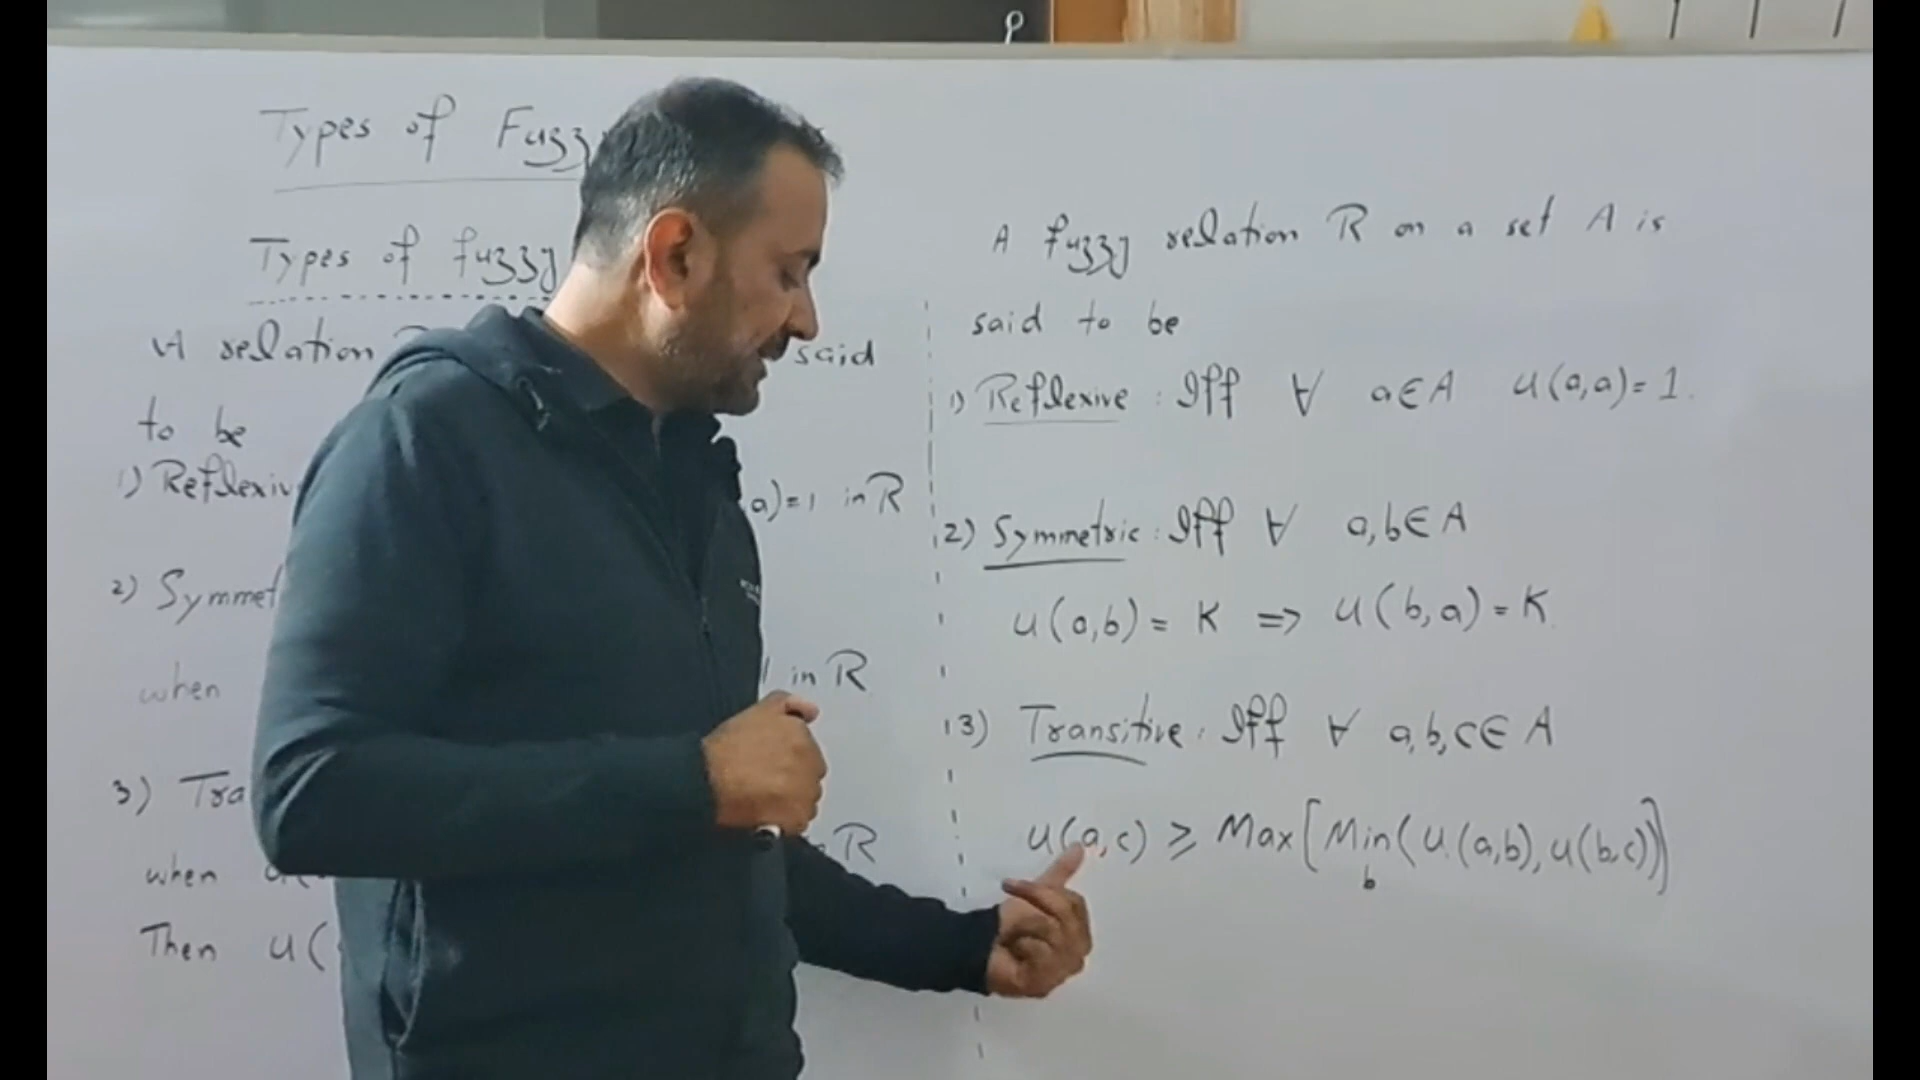 Types of Fuzz
Types of fuzzy
A relation said
to be
1) Reflexiv a)=1 in R
2) Symmet
when in R
3) Tra
when u( R
Then u(
A fuzzy relation R on a set A is
said to be
1) Reflexive : Iff ∀ a∈A u(a,a)=1.
2) Symmetric : Iff ∀ a,b∈A
u(a,b) = K => u(b,a) = K
3) Transitive : Iff ∀ a,b,c∈A
u(a,c) ⩾ Max[Min(u(a,b), u(b,c))]
b